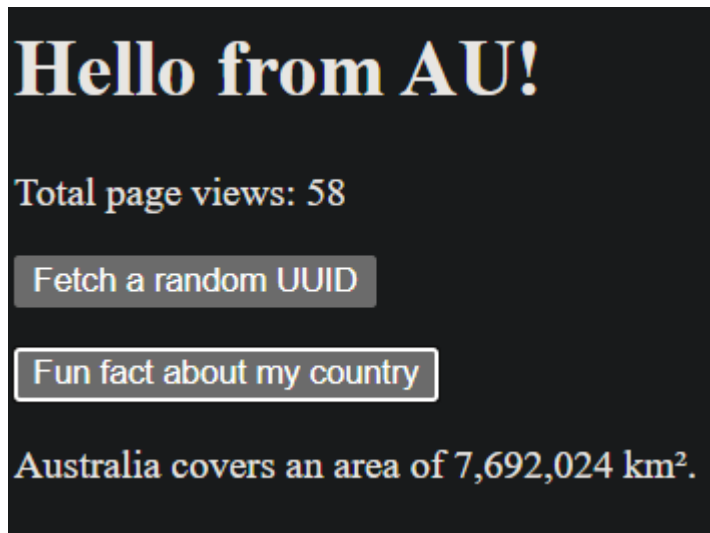 Hello from AU!
Total page views: 58
Fetch a random UUID
Fun fact about my country
Australia covers an area of 7,692,024 km².